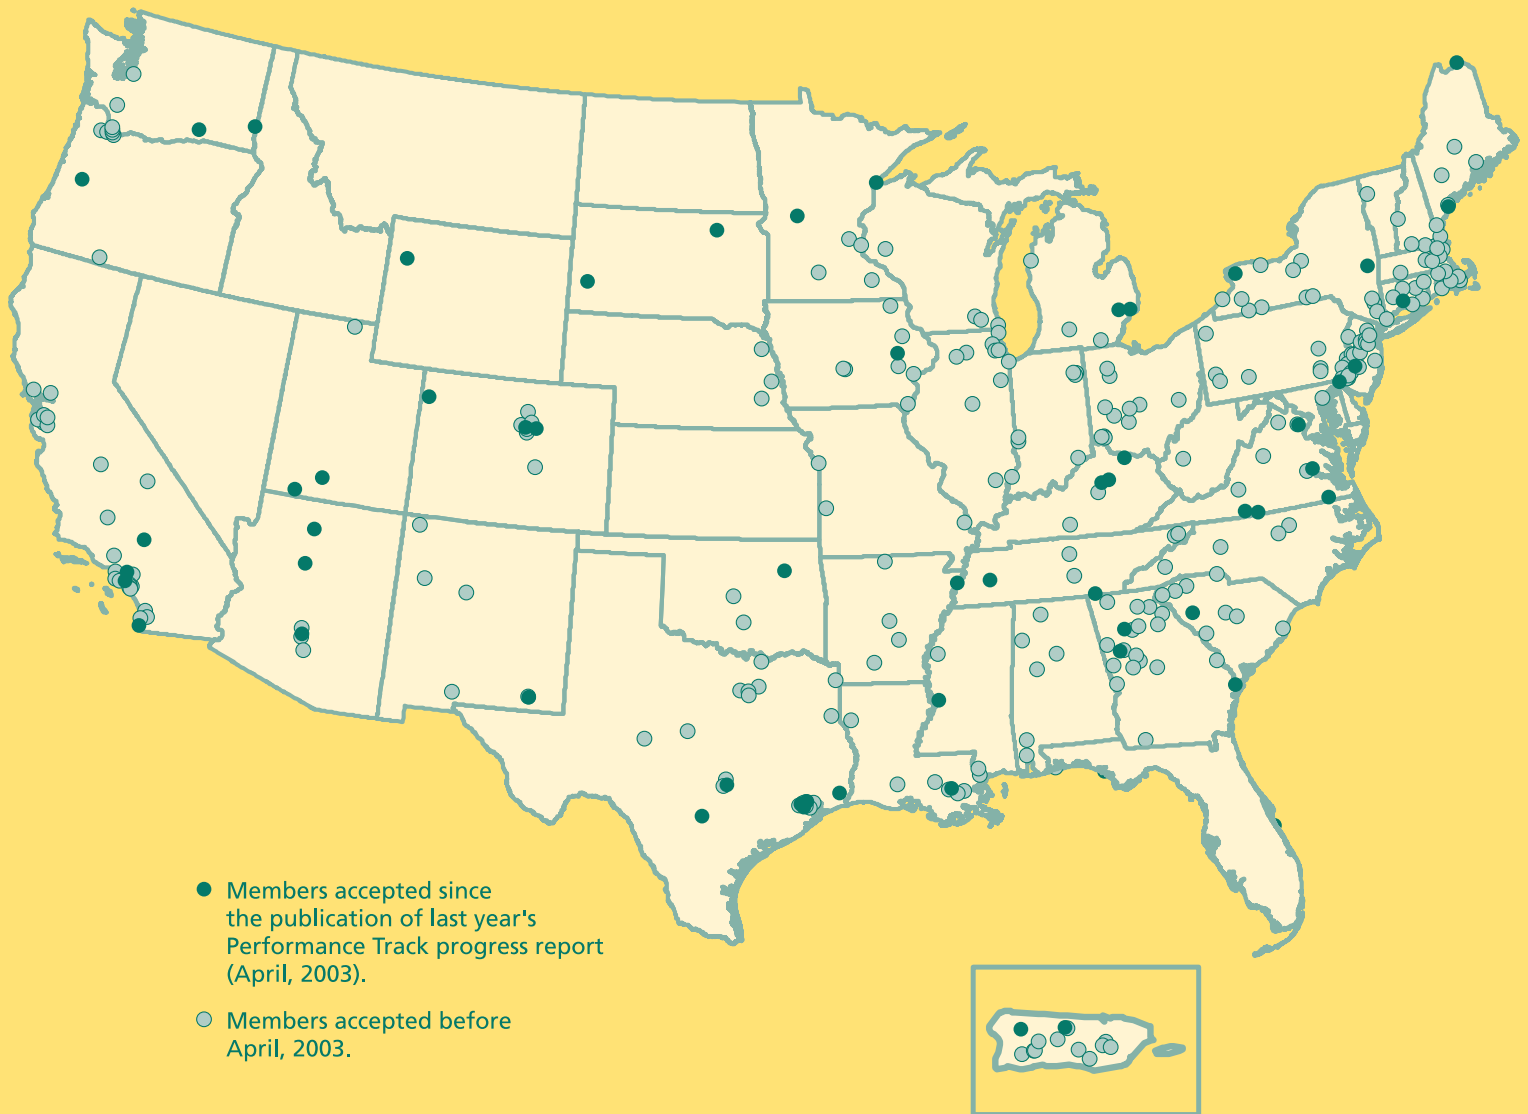 Members accepted since
the publication of last year's
Performance Track progress report
(April, 2003).
Members accepted before
April, 2003.